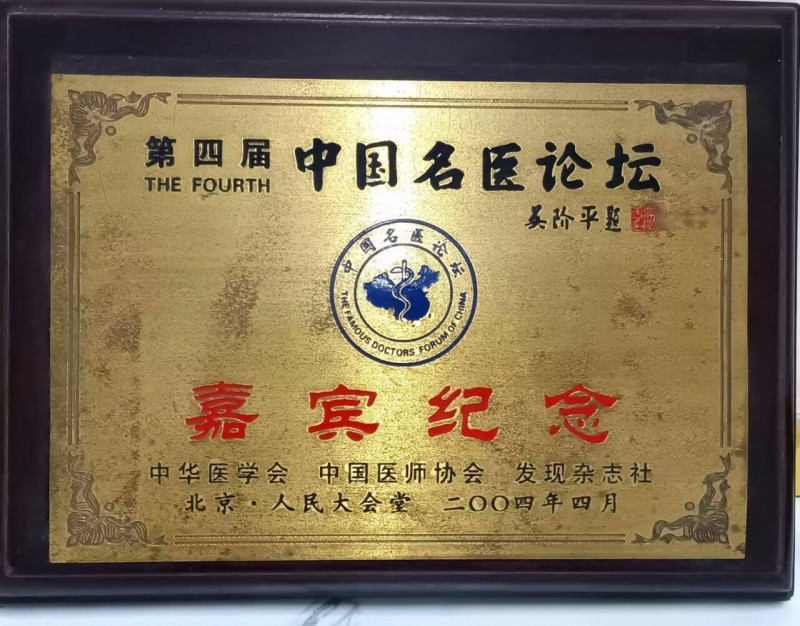 第四届 中国名医论坛
THE FOURTH
吴阶平题
中国名医论坛
THE FAMOUS DOCTORS FORUM OF CHINA
嘉宾纪念
中华医学会 中国医师协会 发现杂志社
北京·人民大会堂 二〇〇四年四月